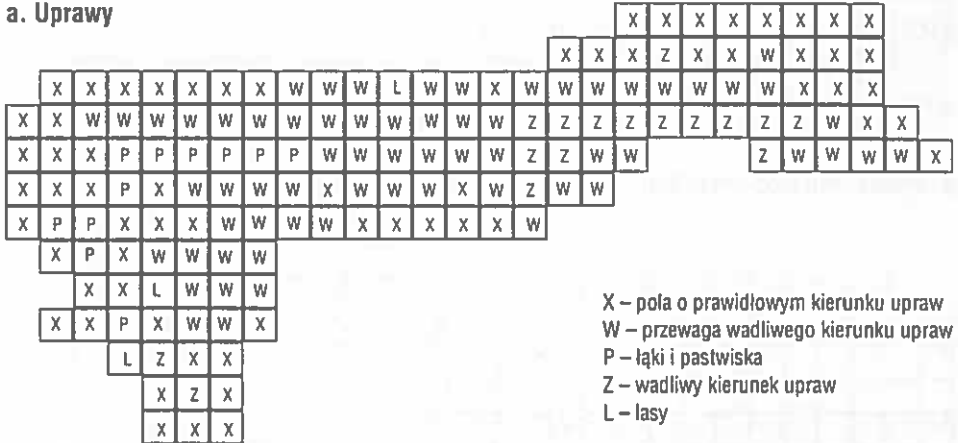 a. Uprawy
X X X X X X X X
X X X Z X X W X X X
X X X X X X X W W W L W W X W W W W W W W W X X X
X X W W W W W W W W W W W W W Z Z Z Z Z Z Z Z Z W X X
X X X P P P P P P W W W W W W Z Z W W Z W W W W X
X X X P X W W W W X W W W X W Z W W
X P P X X X W W W W X X X X X W
X P X W W W W
X X L W W W
X X P X W W X
L Z X X
X Z X
X X X
X – pola o prawidłowym kierunku upraw
W – przewaga wadliwego kierunku upraw
P – łąki i pastwiska
Z – wadliwy kierunek upraw
L – lasy